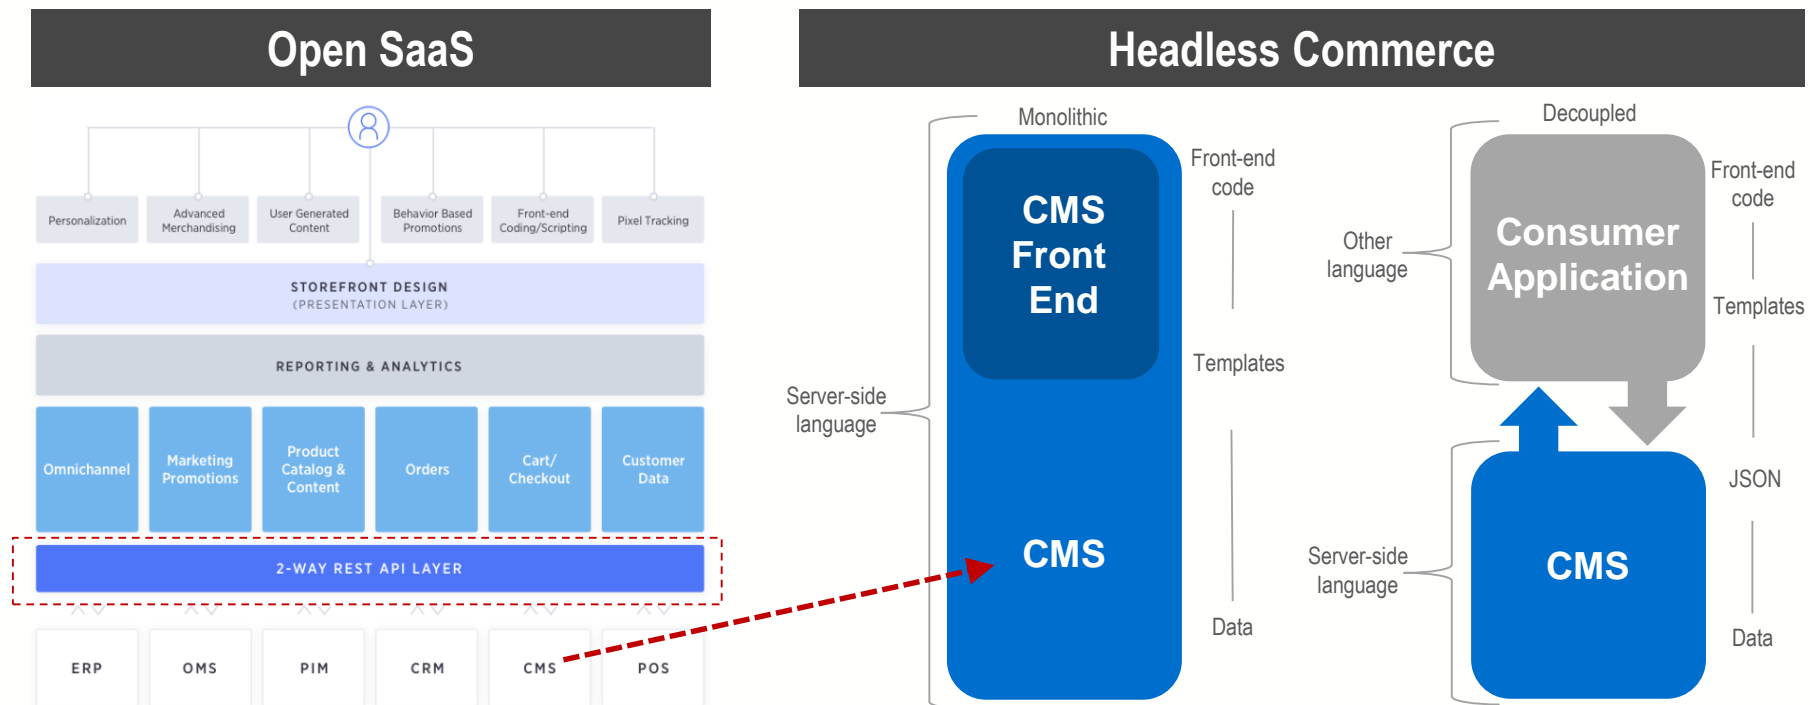 Open SaaS
Personalization
Advanced
Merchandising
User Generated
Content
Behavior Based
Promotions
Front-end
Coding/Scripting
Pixel Tracking
STOREFRONT DESIGN
(PRESENTATION LAYER)
REPORTING & ANALYTICS
Omnichannel
Marketing
Promotions
Product
Catalog &
Content
Orders
Cart/
Checkout
Customer
Data
2-WAY REST API LAYER
ERP
OMS
PIM
CRM
CMS
POS
Headless Commerce
Monolithic
Server-side
language
CMS
Front
End
CMS
Front-end
code
Templates
Data
Decoupled
Other
language
Consumer
Application
Server-side
language
CMS
Front-end
code
Templates
JSON
Data